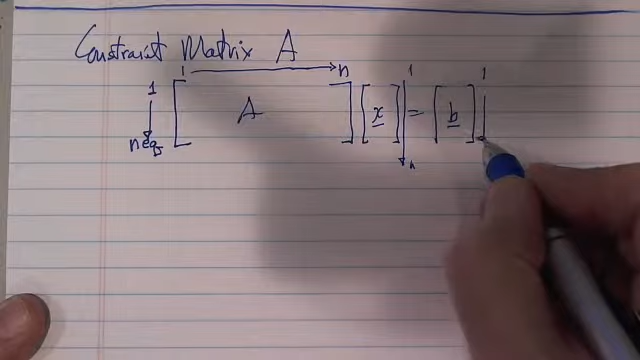 Constraint Matrix A
1 → n
1 ↓ neq [ A ] [ x ] 1 ↓ n = [ b ] 1 ↓